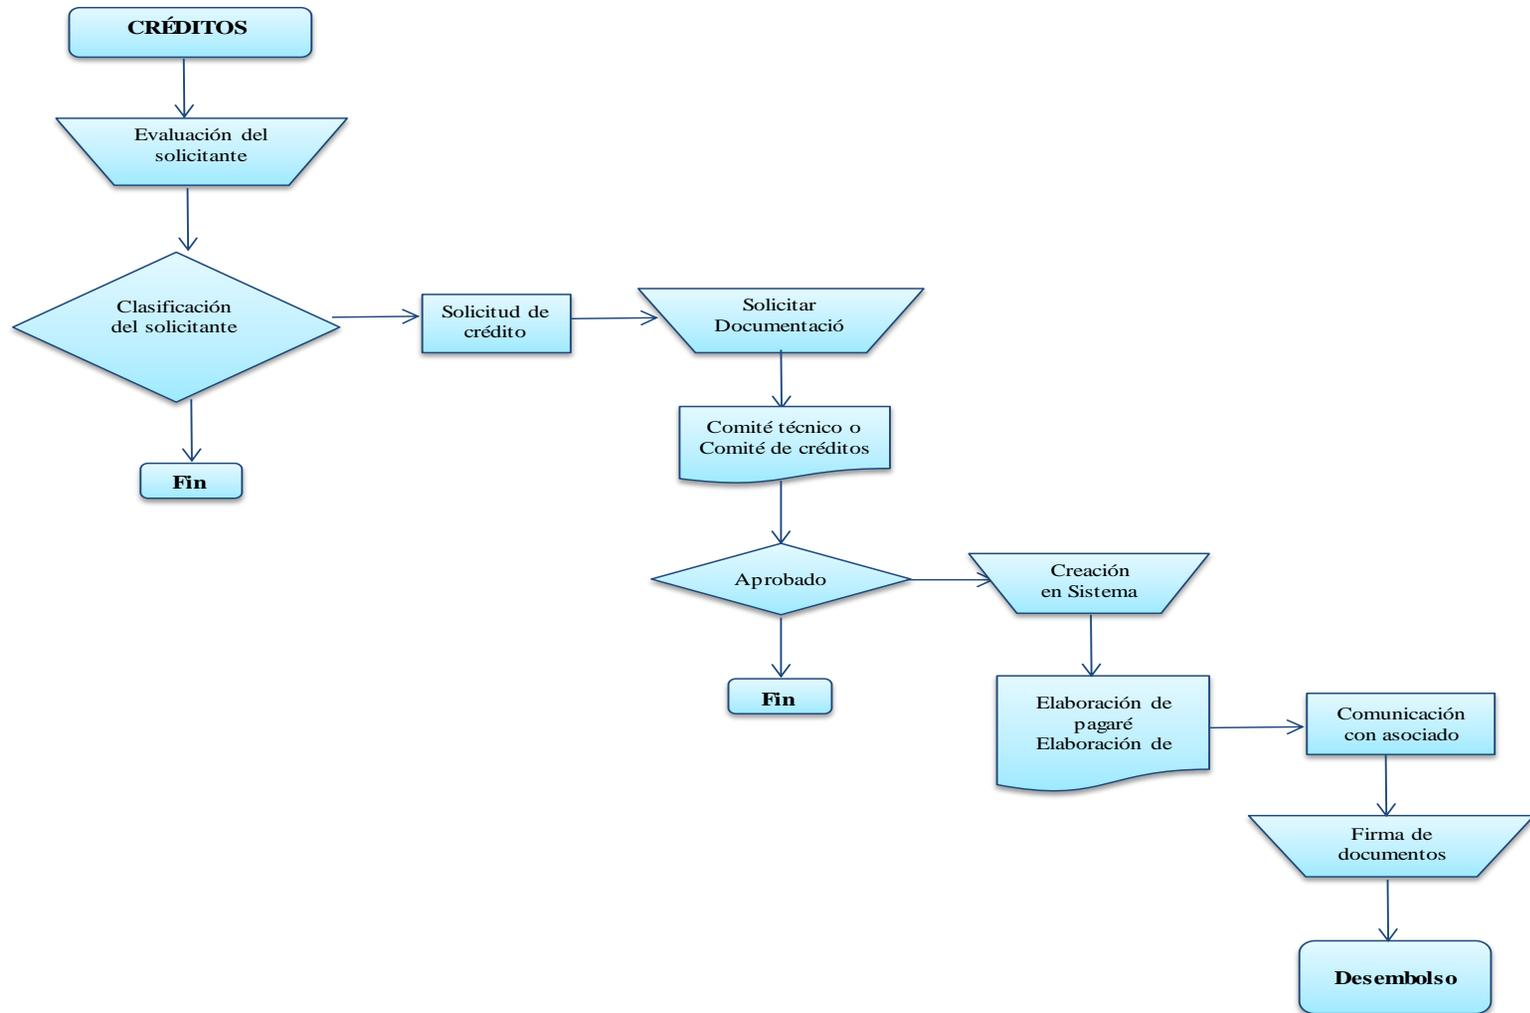 CRÉDITOS
Evaluación del
solicitante
Clasificación
del solicitante
Solicitud de
crédito
Solicitar
Documentació
Comité técnico o
Comité de créditos
Fin
Aprobado
Creación
en Sistema
Fin
Elaboración de
pagaré
Elaboración de
Comunicación
con asociado
Firma de
documentos
Desembolso